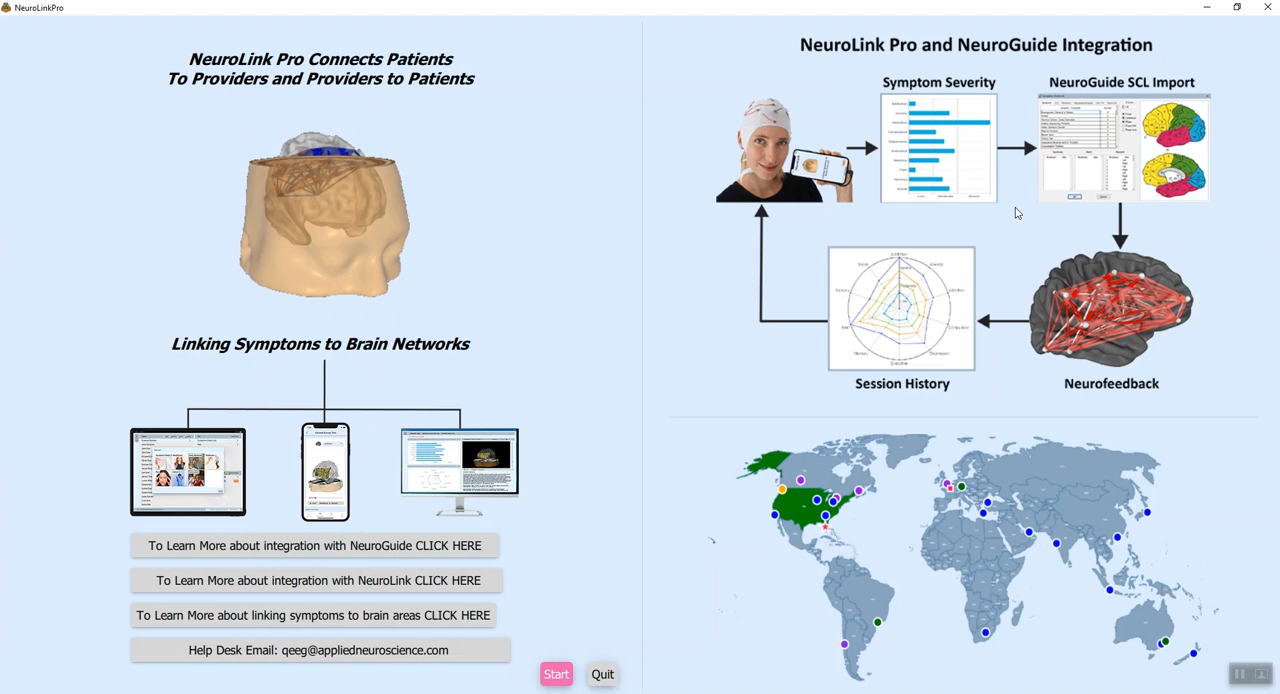 NeuroLinkPro
NeuroLink Pro Connects Patients
To Providers and Providers to Patients
Linking Symptoms to Brain Networks
To Learn More about integration with NeuroGuide CLICK HERE
To Learn More about integration with NeuroLink CLICK HERE
To Learn More about linking symptoms to brain areas CLICK HERE
Help Desk Email: qeeg@appliedneuroscience.com
Start
Quit
NeuroLink Pro and NeuroGuide Integration
Symptom Severity
NeuroGuide SCL Import
Session History
Neurofeedback